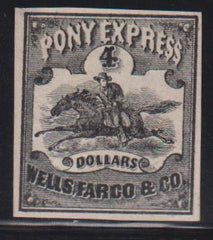 PONY EXPRESS
4
DOLLARS
WELLS, FARGO & CO.